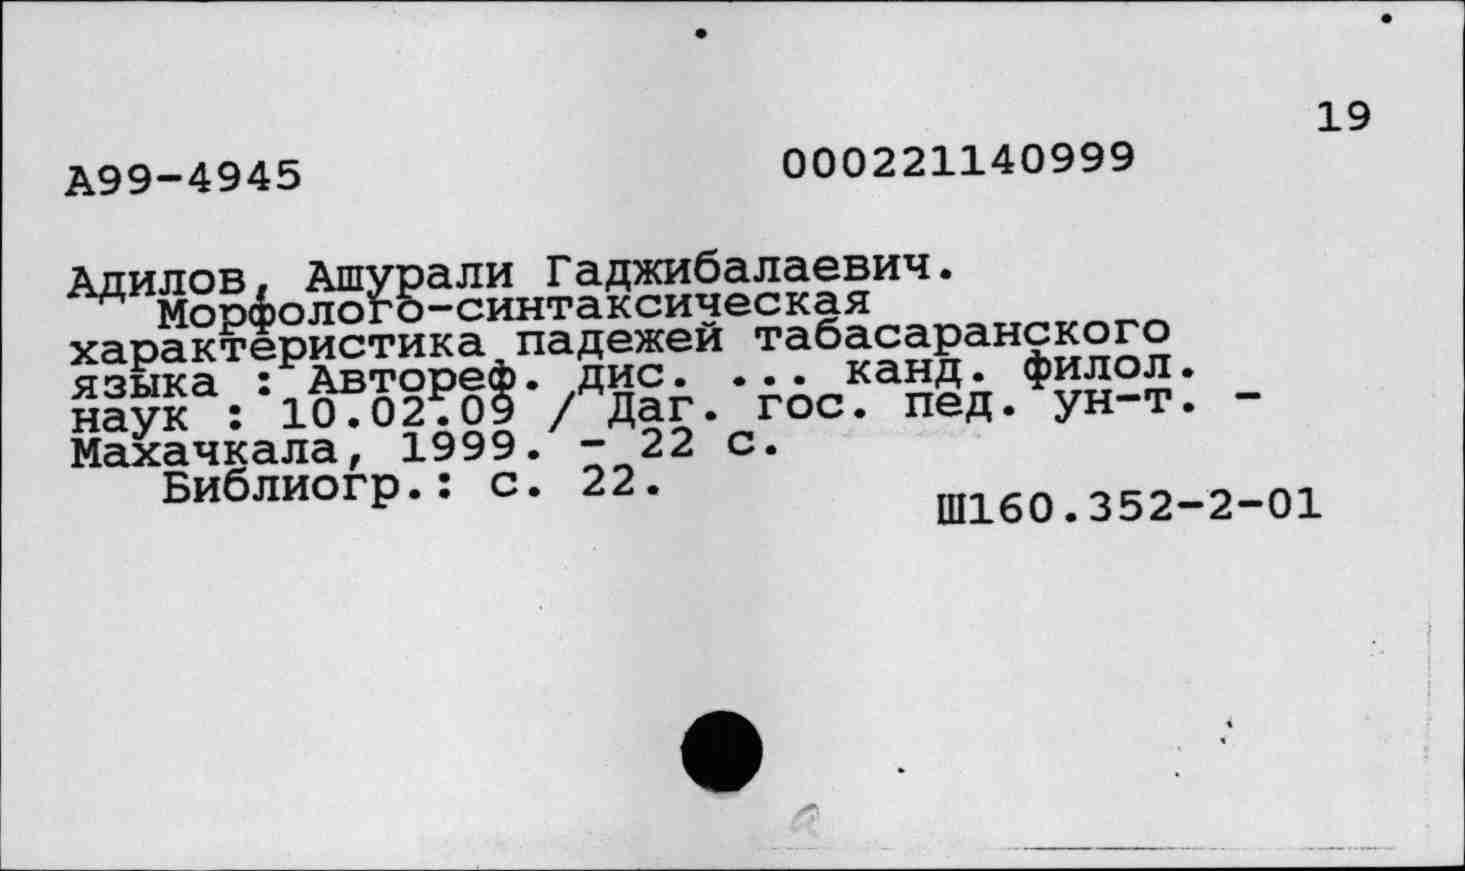 19
А99-4945
000221140999
Адилов, Ашурали Гаджибалаевич.
Морфолого-синтаксическая
характеристика падежей табасаранского
языка : Автореф. дис. ... канд. филол.
наук : 10.02.09 / Даг. гос. пед. ун-т. -
Махачкала, 1999. - 22 с.
Библиогр.: с. 22.
Ш160.352-2-01